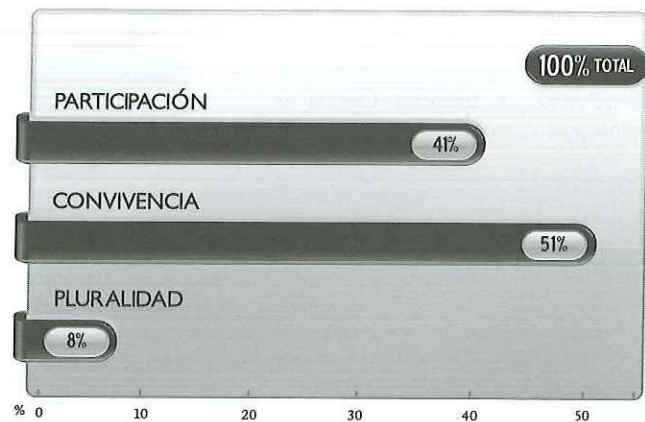 100% TOTAL
PARTICIPACIÓN
41%
CONVIVENCIA
51%
PLURALIDAD
8%
% 0 10 20 30 40 50